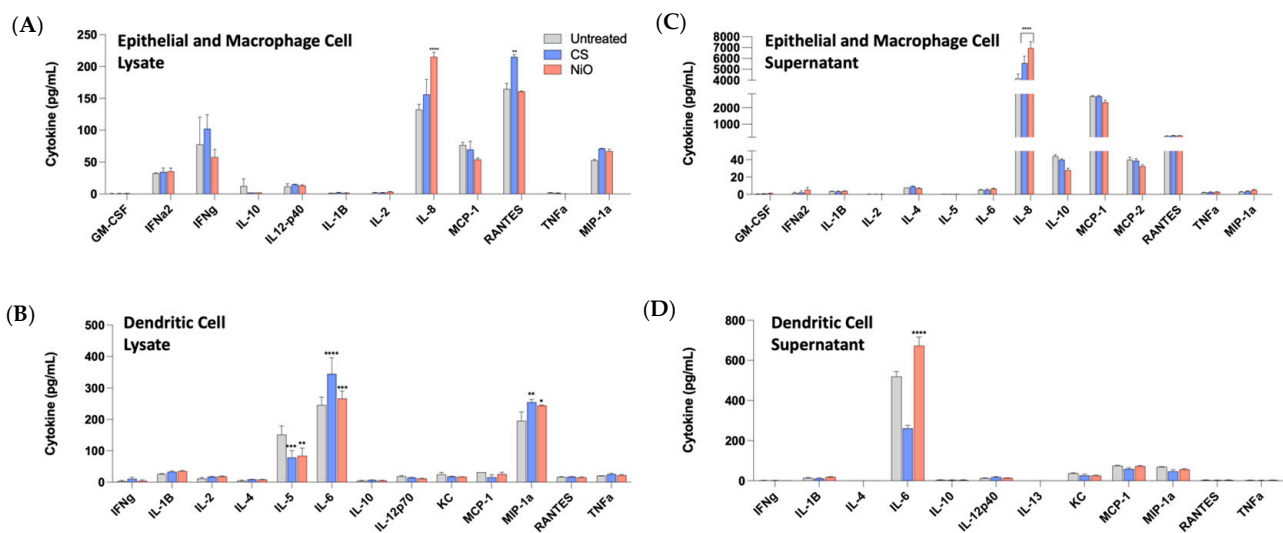 (A)
Epithelial and Macrophage Cell
Lysate
Untreated
CS
NiO
Cytokine (pg/mL)
250
200
150
100
50
0
****
**
GM-CSF
IFNa2
IFNg
IL-10
IL12-p40
IL-1B
IL-2
IL-8
MCP-1
RANTES
TNFa
MIP-1a
(C)
Epithelial and Macrophage Cell
Supernatant
Cytokine (pg/mL)
8000
7000
6000
5000
4000
2000
1000
40
20
0
****
GM-CSF
IFNa2
IL-1B
IL-2
IL-4
IL-5
IL-6
IL-8
IL-10
MCP-1
MCP-2
RANTES
TNFa
MIP-1a
(B)
Dendritic Cell
Lysate
Cytokine (pg/mL)
500
400
300
200
100
0
***
**
****
***
**
*
IFNg
IL-1B
IL-2
IL-4
IL-5
IL-6
IL-10
IL-12p70
KC
MCP-1
MIP-1a
RANTES
TNFa
(D)
Dendritic Cell
Supernatant
Cytokine (pg/mL)
800
600
400
200
0
****
IFNg
IL-1B
IL-4
IL-6
IL-10
IL-12p40
IL-13
KC
MCP-1
MIP-1a
RANTES
TNFa